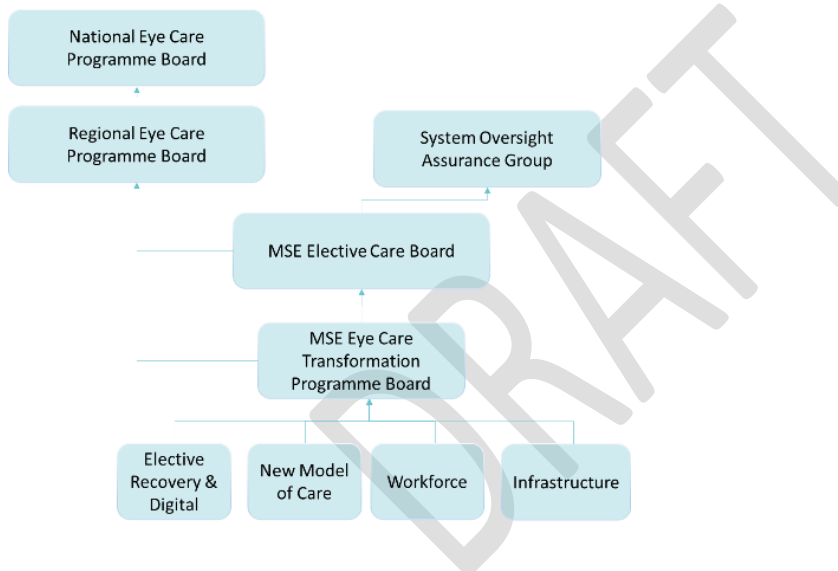 National Eye Care
Programme Board
Regional Eye Care
Programme Board
System Oversight
Assurance Group
MSE Elective Care Board
MSE Eye Care
Transformation
Programme Board
Elective
Recovery &
Digital
New Model
of Care
Workforce
Infrastructure
DRAFT